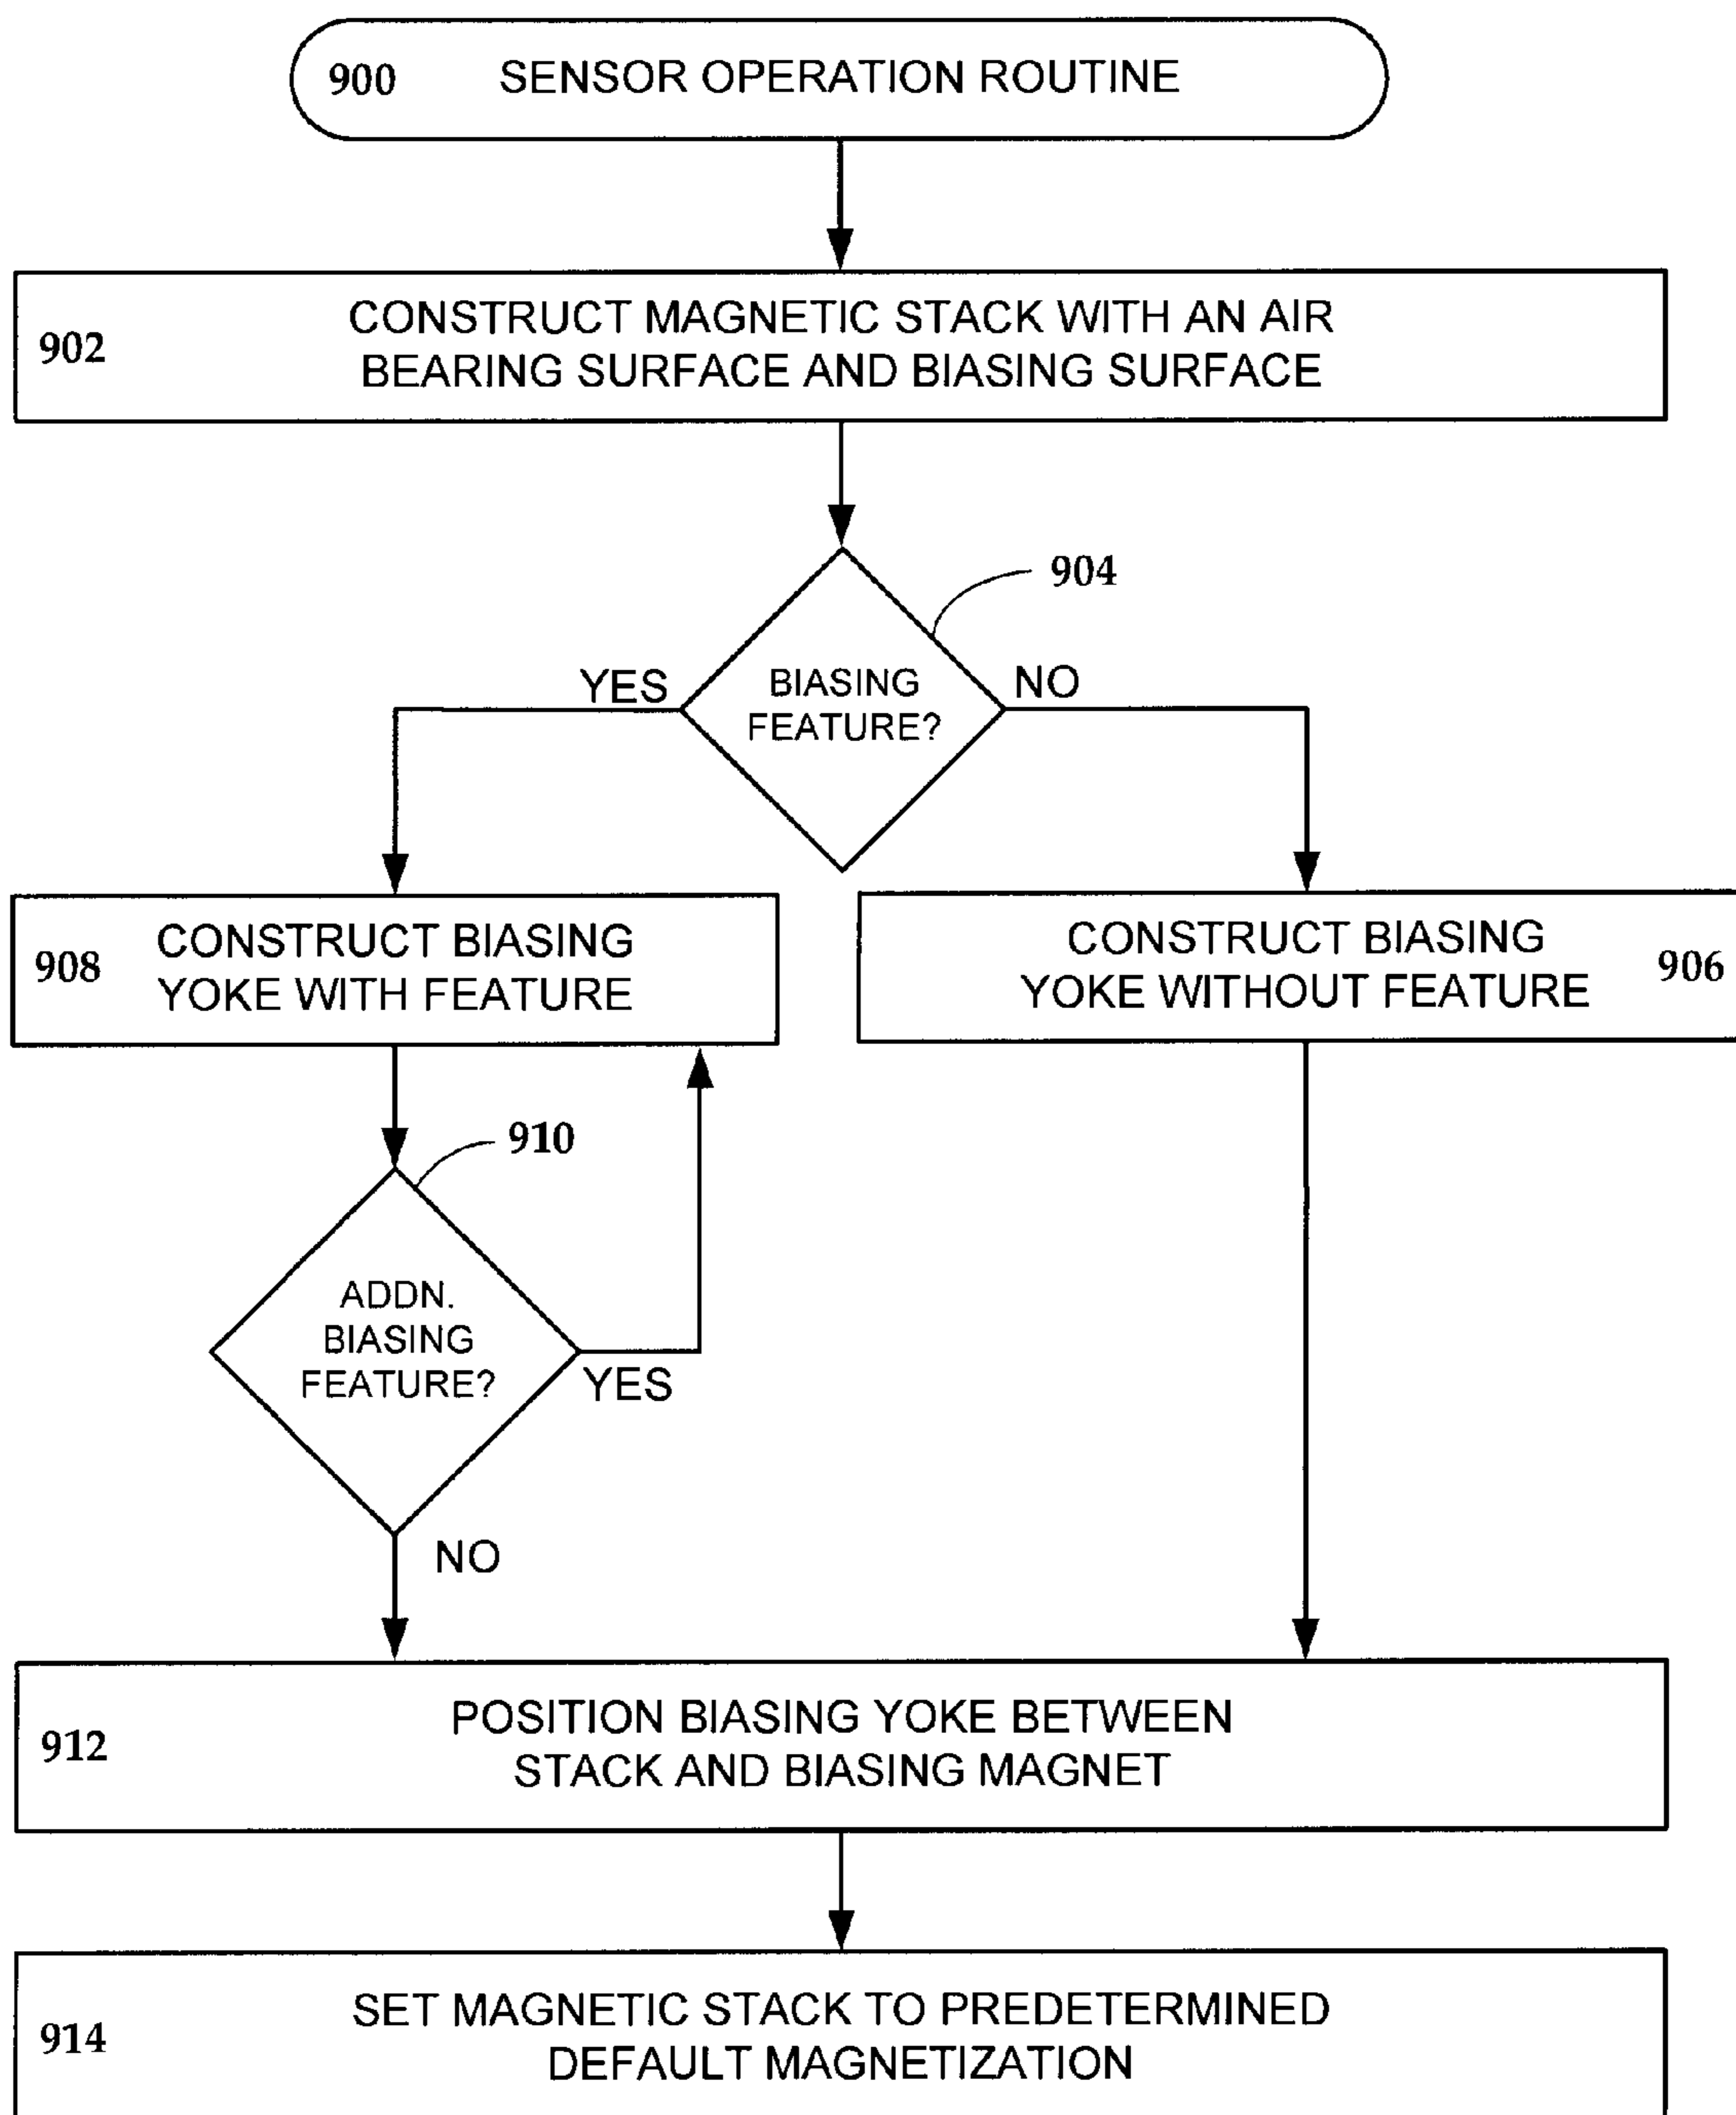 900 SENSOR OPERATION ROUTINE
902
CONSTRUCT MAGNETIC STACK WITH AN AIR
BEARING SURFACE AND BIASING SURFACE
904
YES
BIASING
FEATURE?
NO
908
CONSTRUCT BIASING
YOKE WITH FEATURE
CONSTRUCT BIASING
YOKE WITHOUT FEATURE
906
910
ADDN.
BIASING
FEATURE?
YES
NO
912
POSITION BIASING YOKE BETWEEN
STACK AND BIASING MAGNET
914
SET MAGNETIC STACK TO PREDETERMINED
DEFAULT MAGNETIZATION